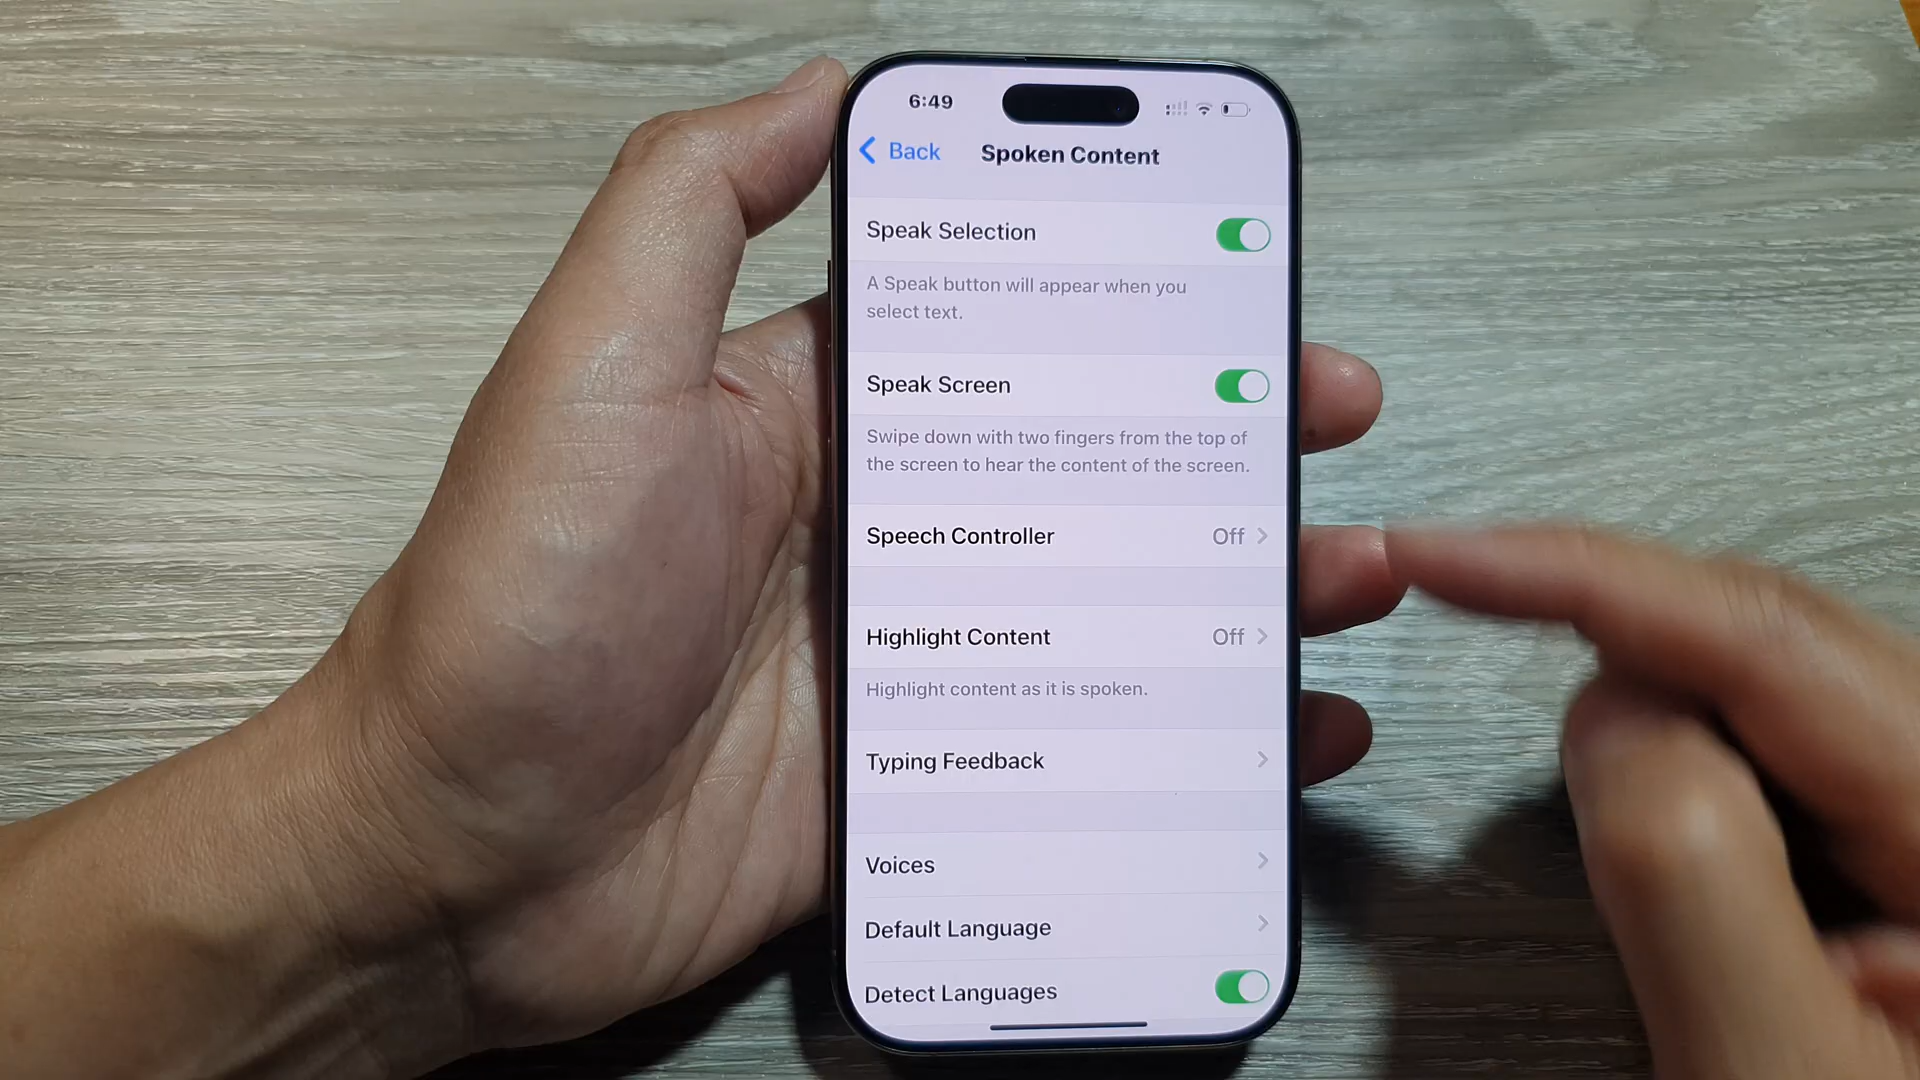 6:49
Back
Spoken Content
Speak Selection
A Speak button will appear when you
select text.
Speak Screen
Swipe down with two fingers from the top of
the screen to hear the content of the screen.
Speech Controller Off
Highlight Content Off
Highlight content as it is spoken.
Typing Feedback
Voices
Default Language
Detect Languages